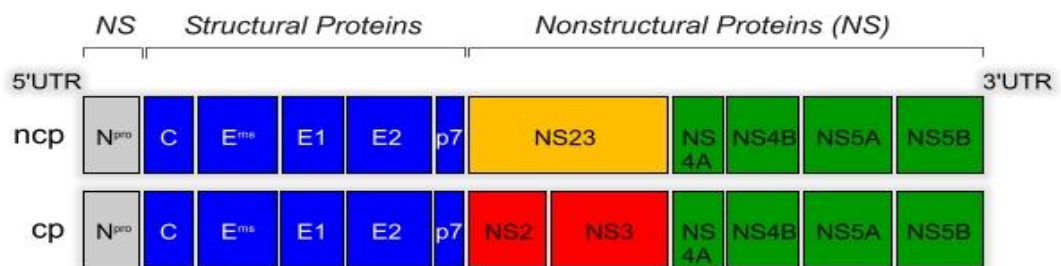 NS Structural Proteins Nonstructural Proteins (NS)
5'UTR 3'UTR
ncp Npro C Erns E1 E2 p7 NS23 NS 4A NS4B NS5A NS5B
cp Npro C Erns E1 E2 p7 NS2 NS3 NS 4A NS4B NS5A NS5B